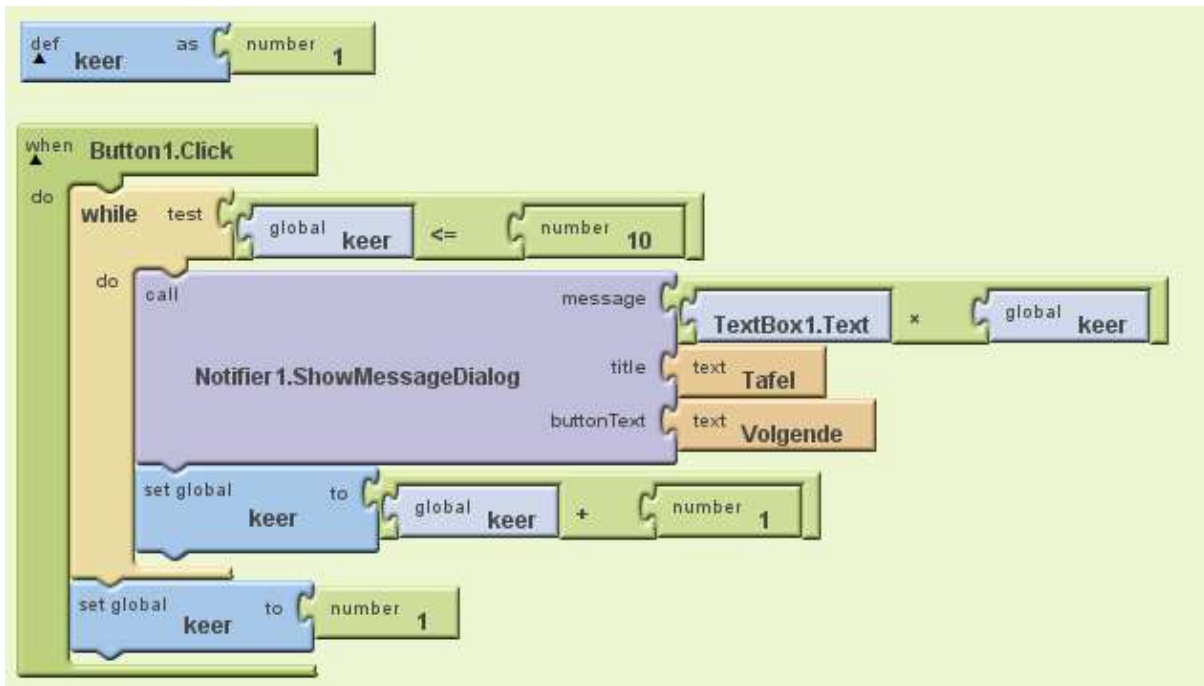 def keer as number 1
when Button1.Click
do while test global keer <= number 10
do call Notifier1.ShowMessageDialog message TextBox1.Text × global keer
title text Tafel
buttonText text Volgende
set global keer to global keer + number 1
set global keer to number 1